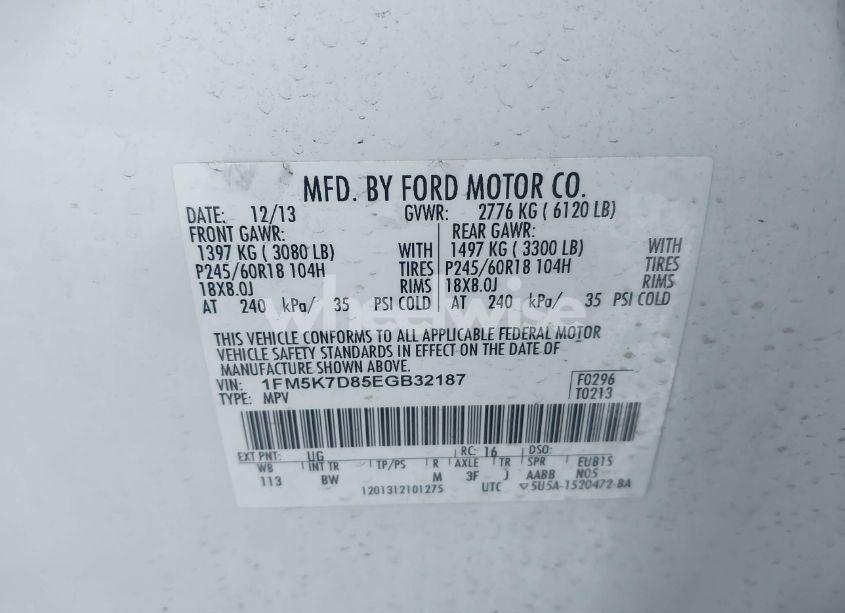 MFD. BY FORD MOTOR CO.
DATE: 12/13 GVWR: 2776 KG ( 6120 LB)
FRONT GAWR: REAR GAWR:
1397 KG ( 3080 LB) WITH 1497 KG ( 3300 LB) WITH
P245/60R18 104H TIRES P245/60R18 104H TIRES
18X8.0J RIMS 18X8.0J RIMS
AT 240 kPa/ 35 PSI COLD AT 240 kPa/ 35 PSI COLD
wheelwise
THIS VEHICLE CONFORMS TO ALL APPLICABLE FEDERAL MOTOR
VEHICLE SAFETY STANDARDS IN EFFECT ON THE DATE OF
MANUFACTURE SHOWN ABOVE.
VIN: 1FM5K7D85EGB32187 F0296
TYPE: MPV T0213
EXT PNT: UG RC: 16 DSO:
WB INT TR TP/PS R AXLE TR SPR EUB1S
113 BW M 3F J AABB N05
1201312101275 UTC ▽5U5A-1520472-BA